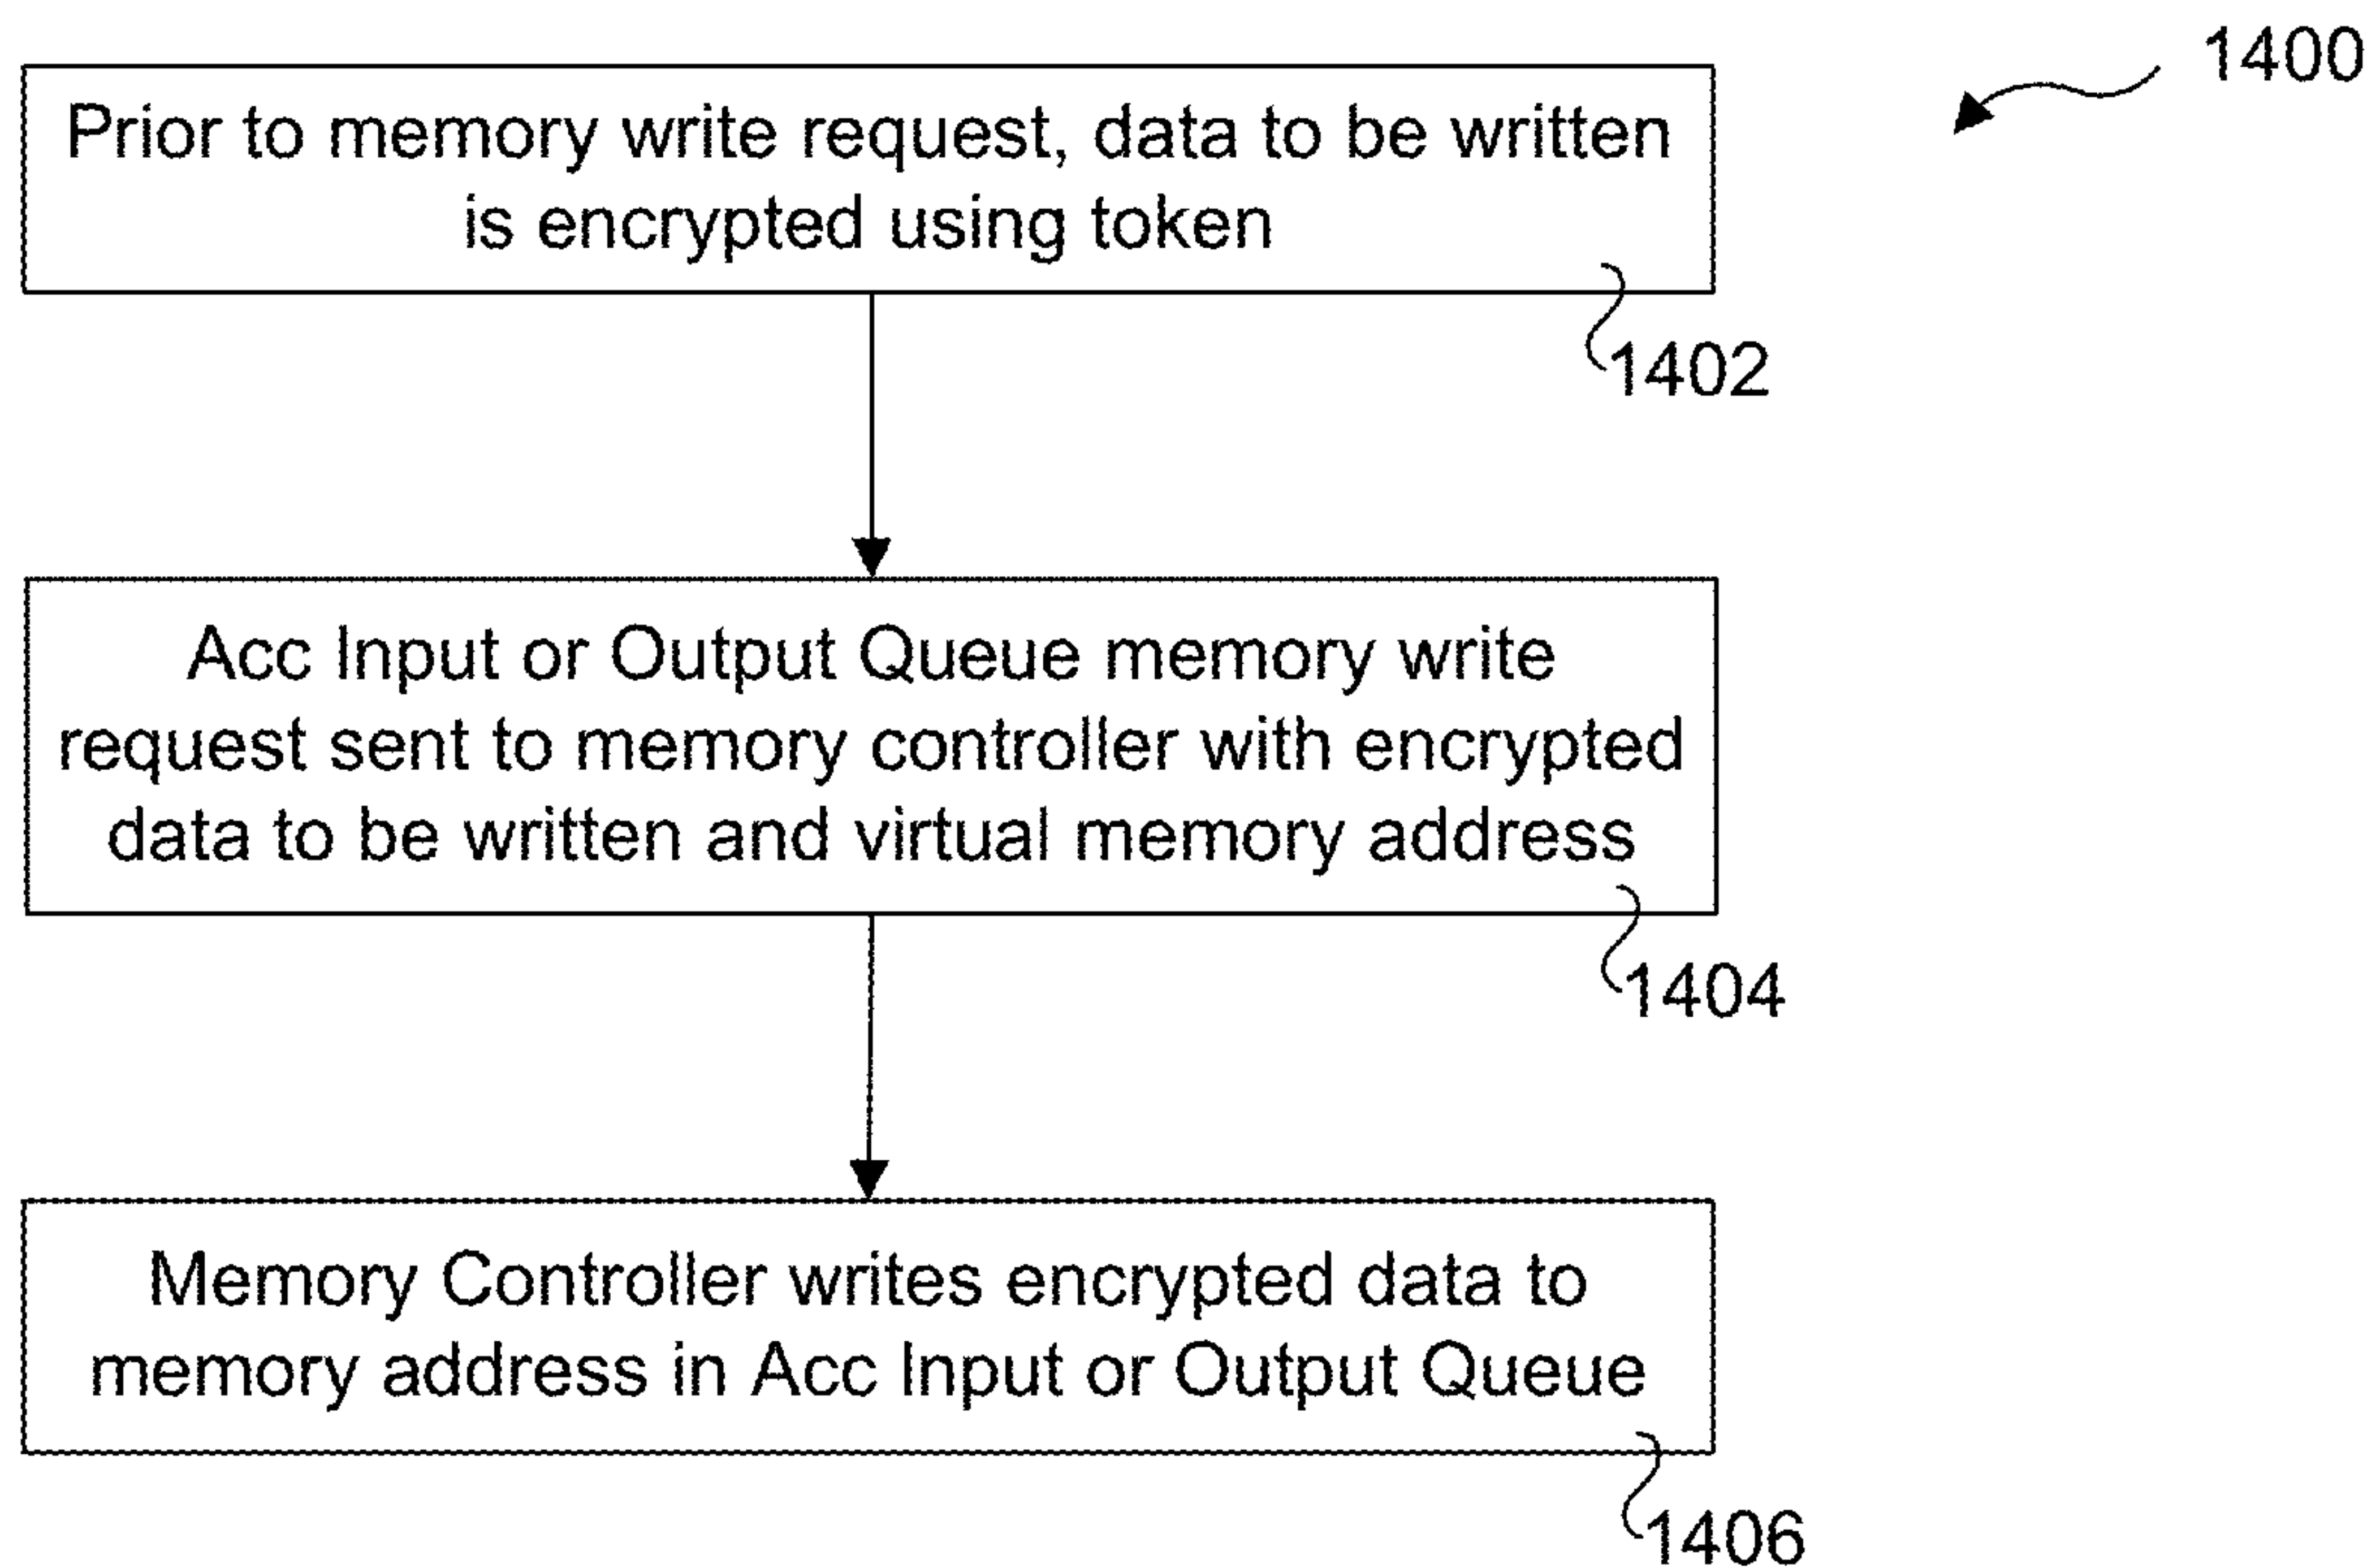 1400
Prior to memory write request, data to be written
is encrypted using token
1402
Acc Input or Output Queue memory write
request sent to memory controller with encrypted
data to be written and virtual memory address
1404
Memory Controller writes encrypted data to
memory address in Acc Input or Output Queue
1406